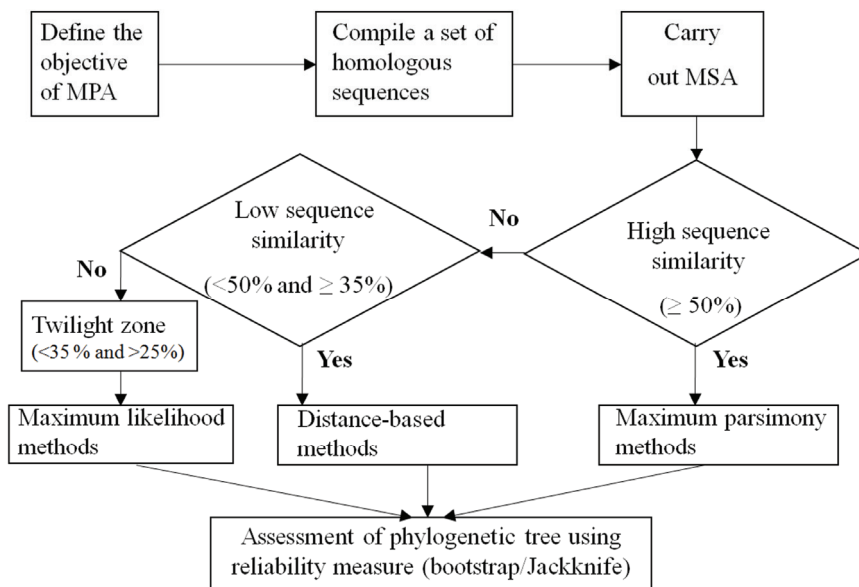 Define the
objective
of MPA
Compile a set of
homologous
sequences
Carry
out MSA
High sequence
similarity
(≥ 50%)
No
Low sequence
similarity
(<50% and ≥ 35%)
No
Twilight zone
(<35 % and >25%)
Yes
Yes
Maximum likelihood
methods
Distance-based
methods
Maximum parsimony
methods
Assessment of phylogenetic tree using
reliability measure (bootstrap/Jackknife)